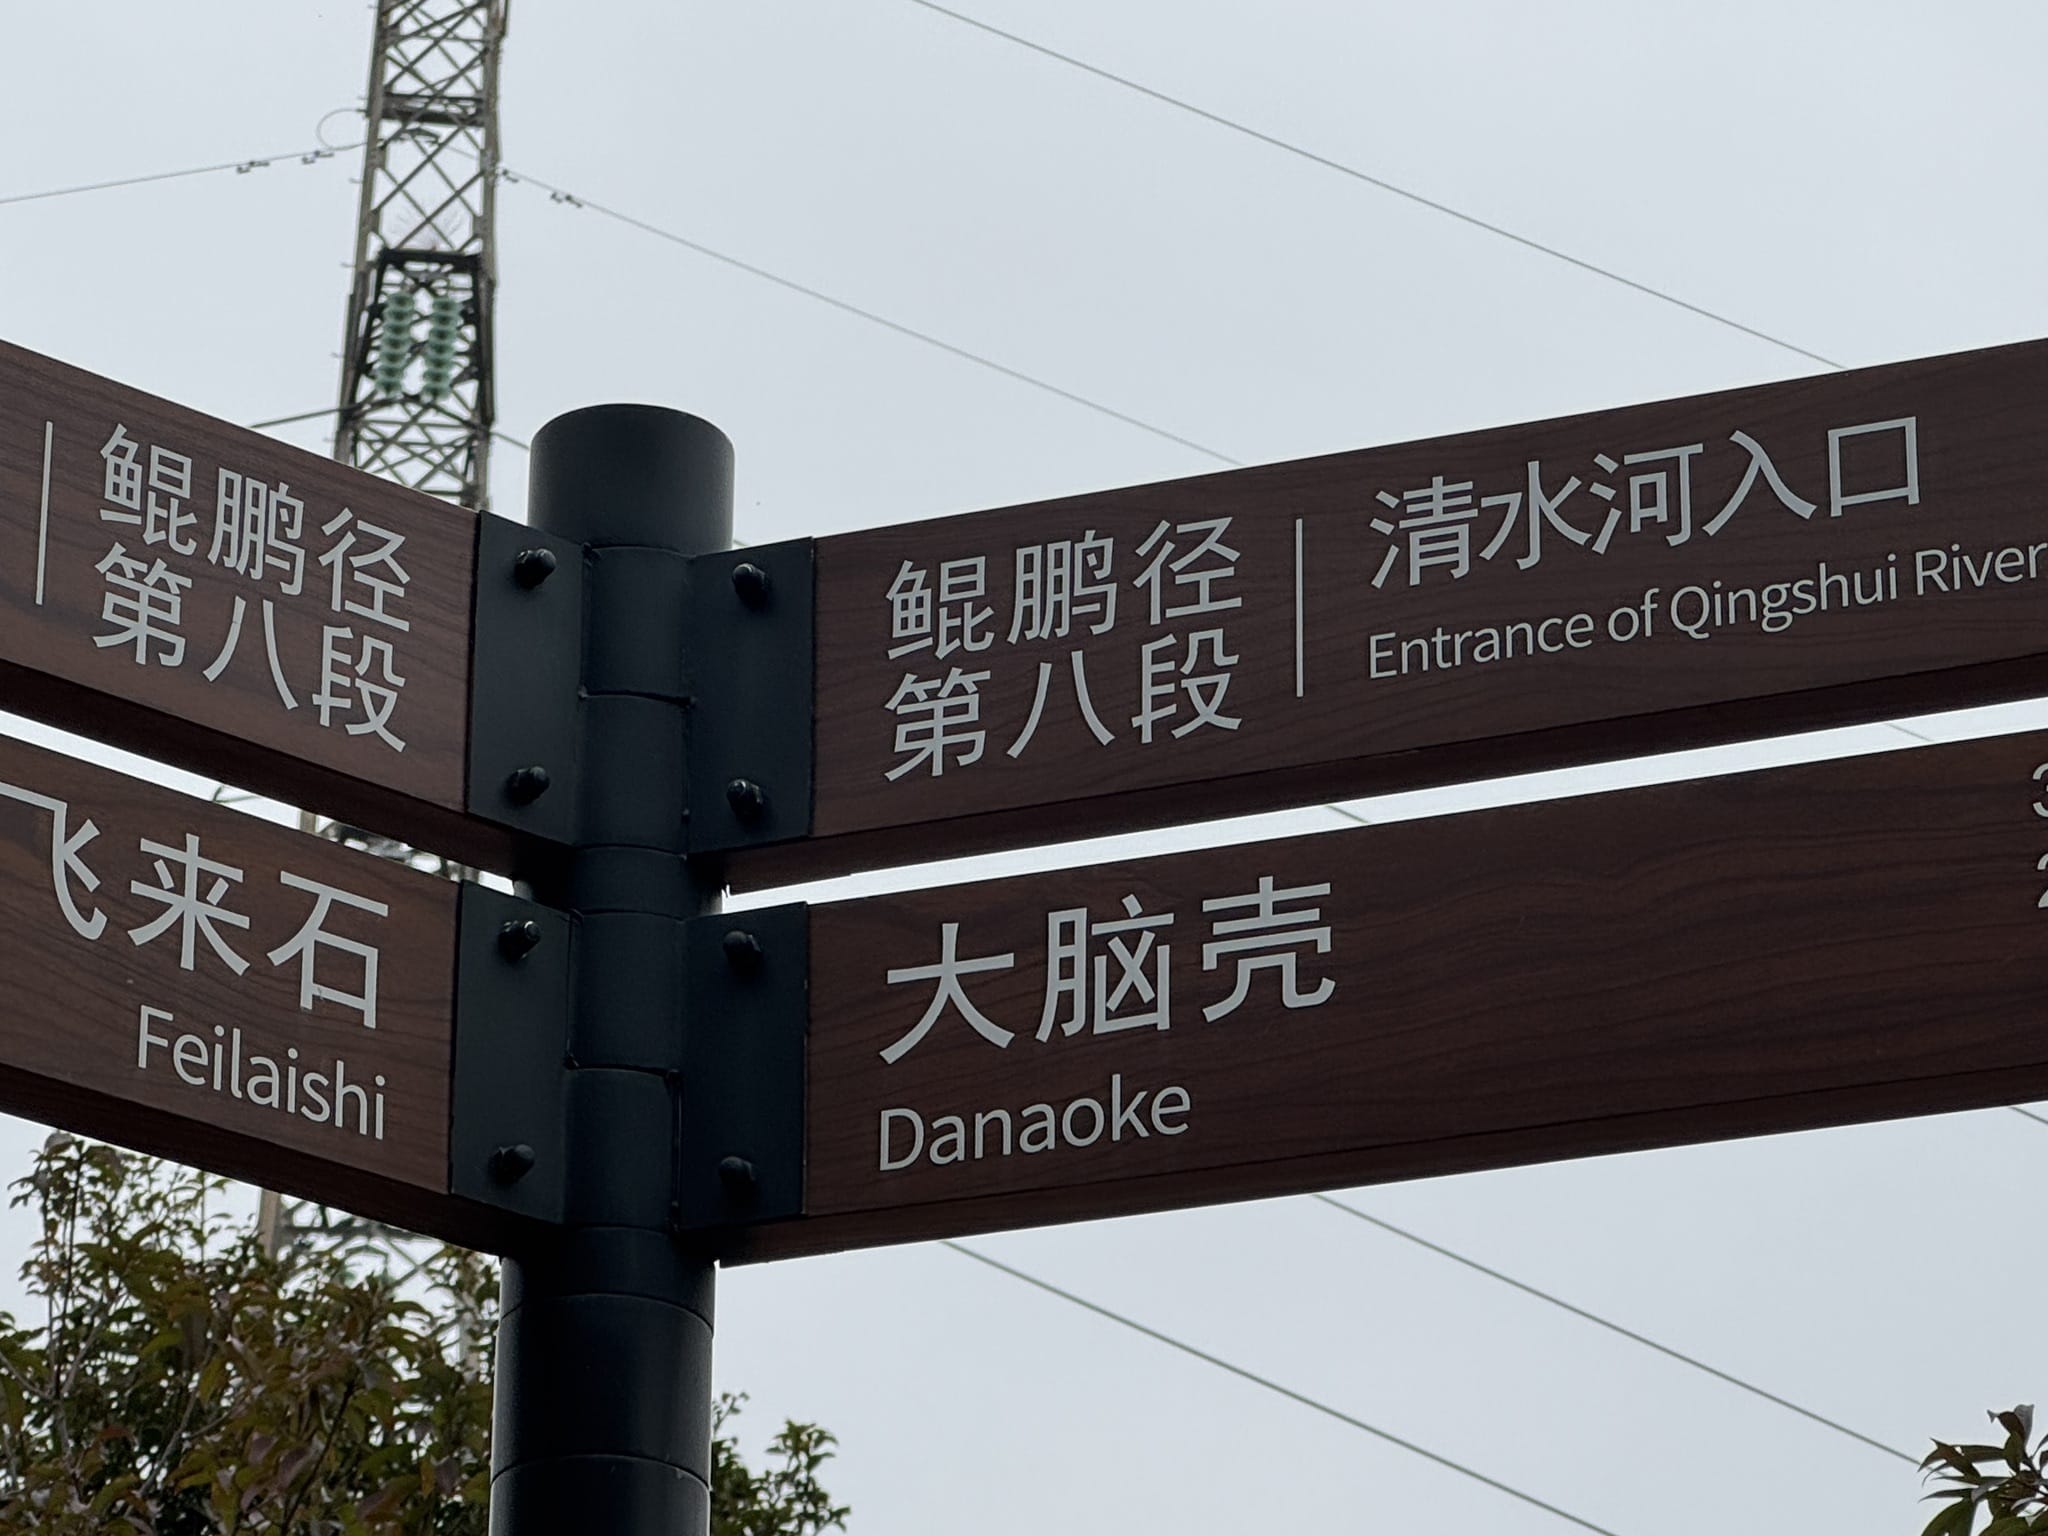 鲲鹏径
第八段
飞来石
Feilaishi
鲲鹏径
第八段
清水河入口
Entrance of Qingshui River
大脑壳
Danaoke